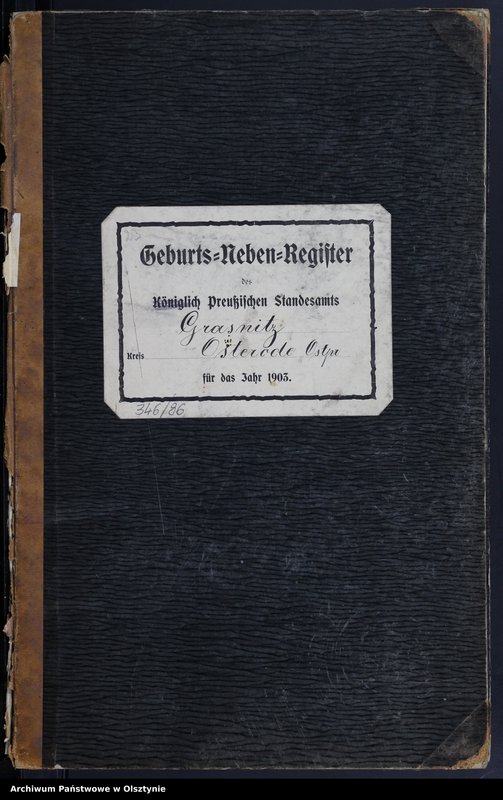 Geburts=Neben=Register
des
Königlich Preußischen Standesamts
Grasnitz
Kreis Osterode Ostpr
für das Jahr 1903.
346/86
Archiwum Państwowe w Olsztynie